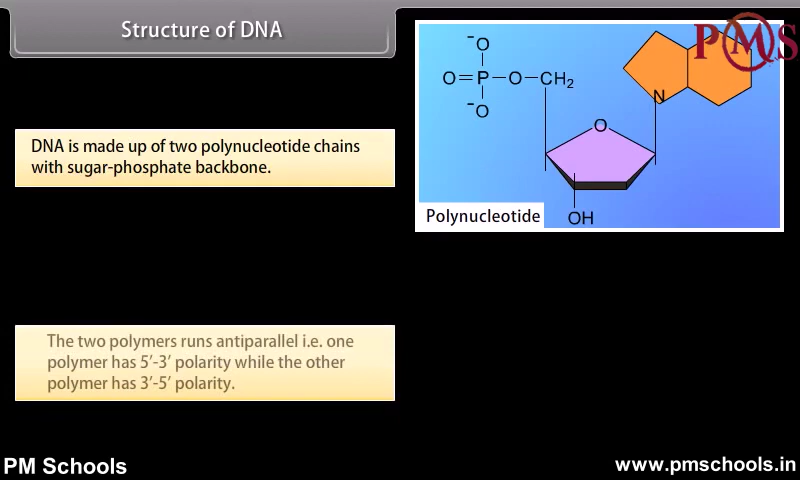 Structure of DNA
PMS
⁻O
O=P—O—CH₂
⁻O
N
O
OH
Polynucleotide
DNA is made up of two polynucleotide chains
with sugar-phosphate backbone.
The two polymers runs antiparallel i.e. one
polymer has 5′-3′ polarity while the other
polymer has 3′-5′ polarity.
PM Schools
www.pmschools.in